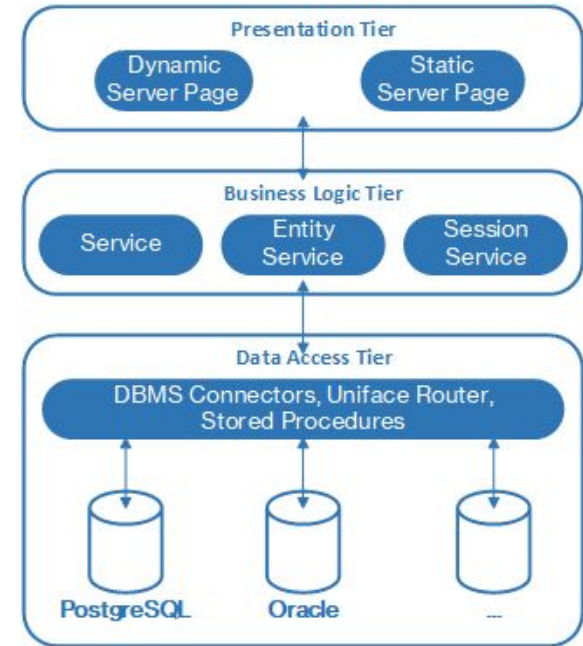 Presentation Tier
Dynamic
Server Page
Static
Server Page
Business Logic Tier
Service
Entity
Service
Session
Service
Data Access Tier
DBMS Connectors, Uniface Router,
Stored Procedures
PostgreSQL
Oracle
...